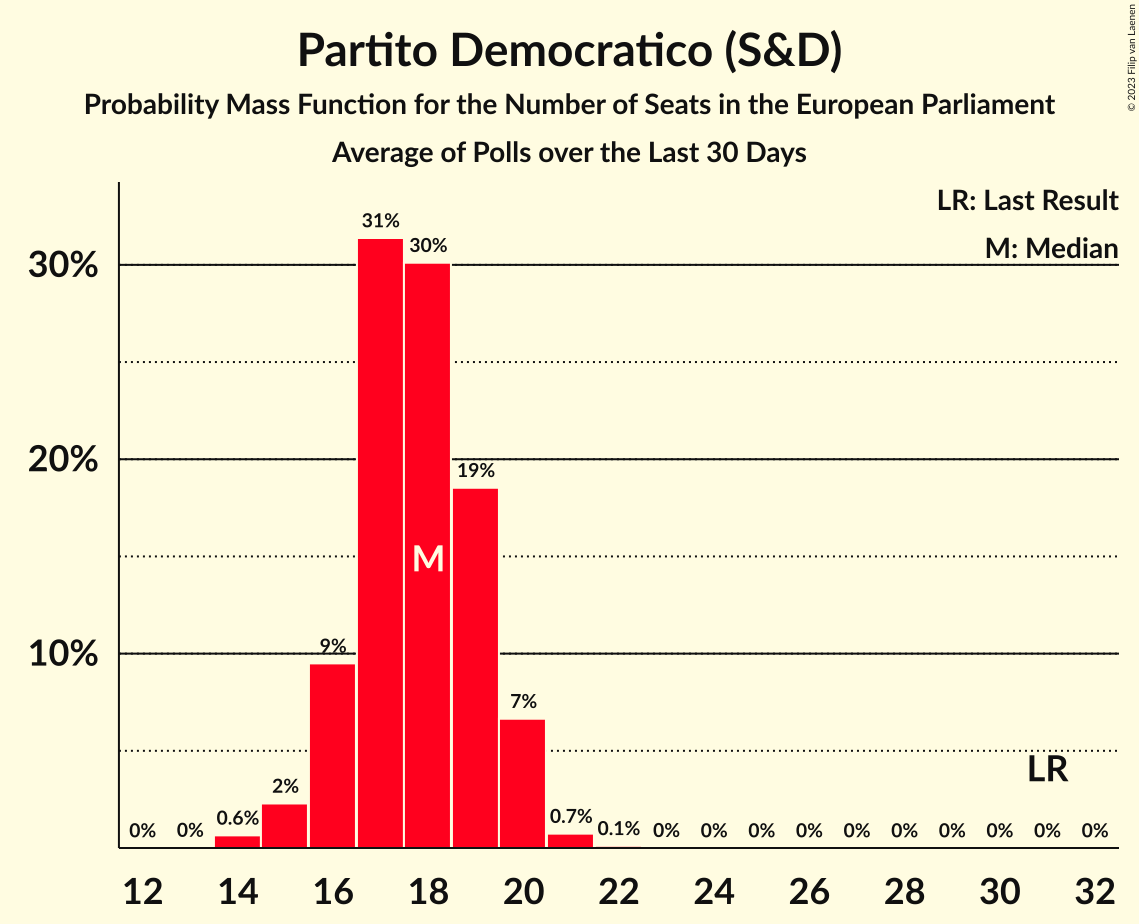 Partito Democratico (S&D)
Probability Mass Function for the Number of Seats in the European Parliament
Average of Polls over the Last 30 Days
© 2023 Filip van Laenen
LR: Last Result
M: Median
31%
30%
30%
20%
19%
M
10%
9%
7%
LR
2%
0% 0% 0.6% 0.7% 0.1% 0% 0% 0% 0% 0% 0% 0% 0% 0% 0%
12 14 16 18 20 22 24 26 28 30 32